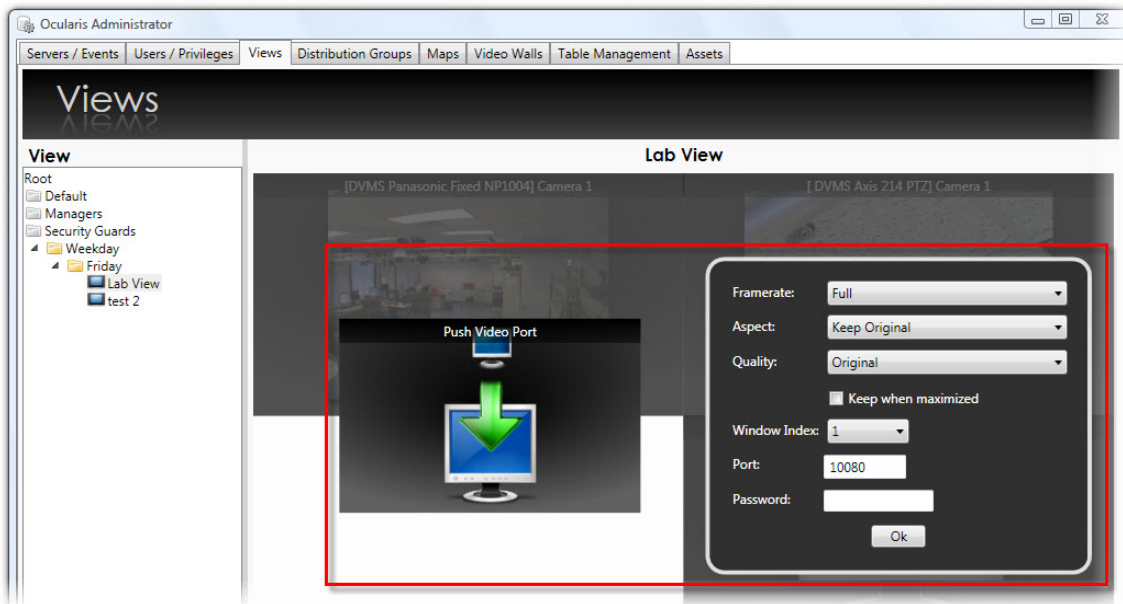 Ocularis Administrator
Servers / Events Users / Privileges Views Distribution Groups Maps Video Walls Table Management Assets
Views
View
Root
Default
Managers
Security Guards
Weekday
Friday
Lab View
test 2
Lab View
[DVMS Panasonic Fixed NP1004] Camera 1
[ DVMS Axis 214 PTZ] Camera 1
Push Video Port
Framerate: Full
Aspect: Keep Original
Quality: Original
Keep when maximized
Window Index: 1
Port: 10080
Password:
Ok